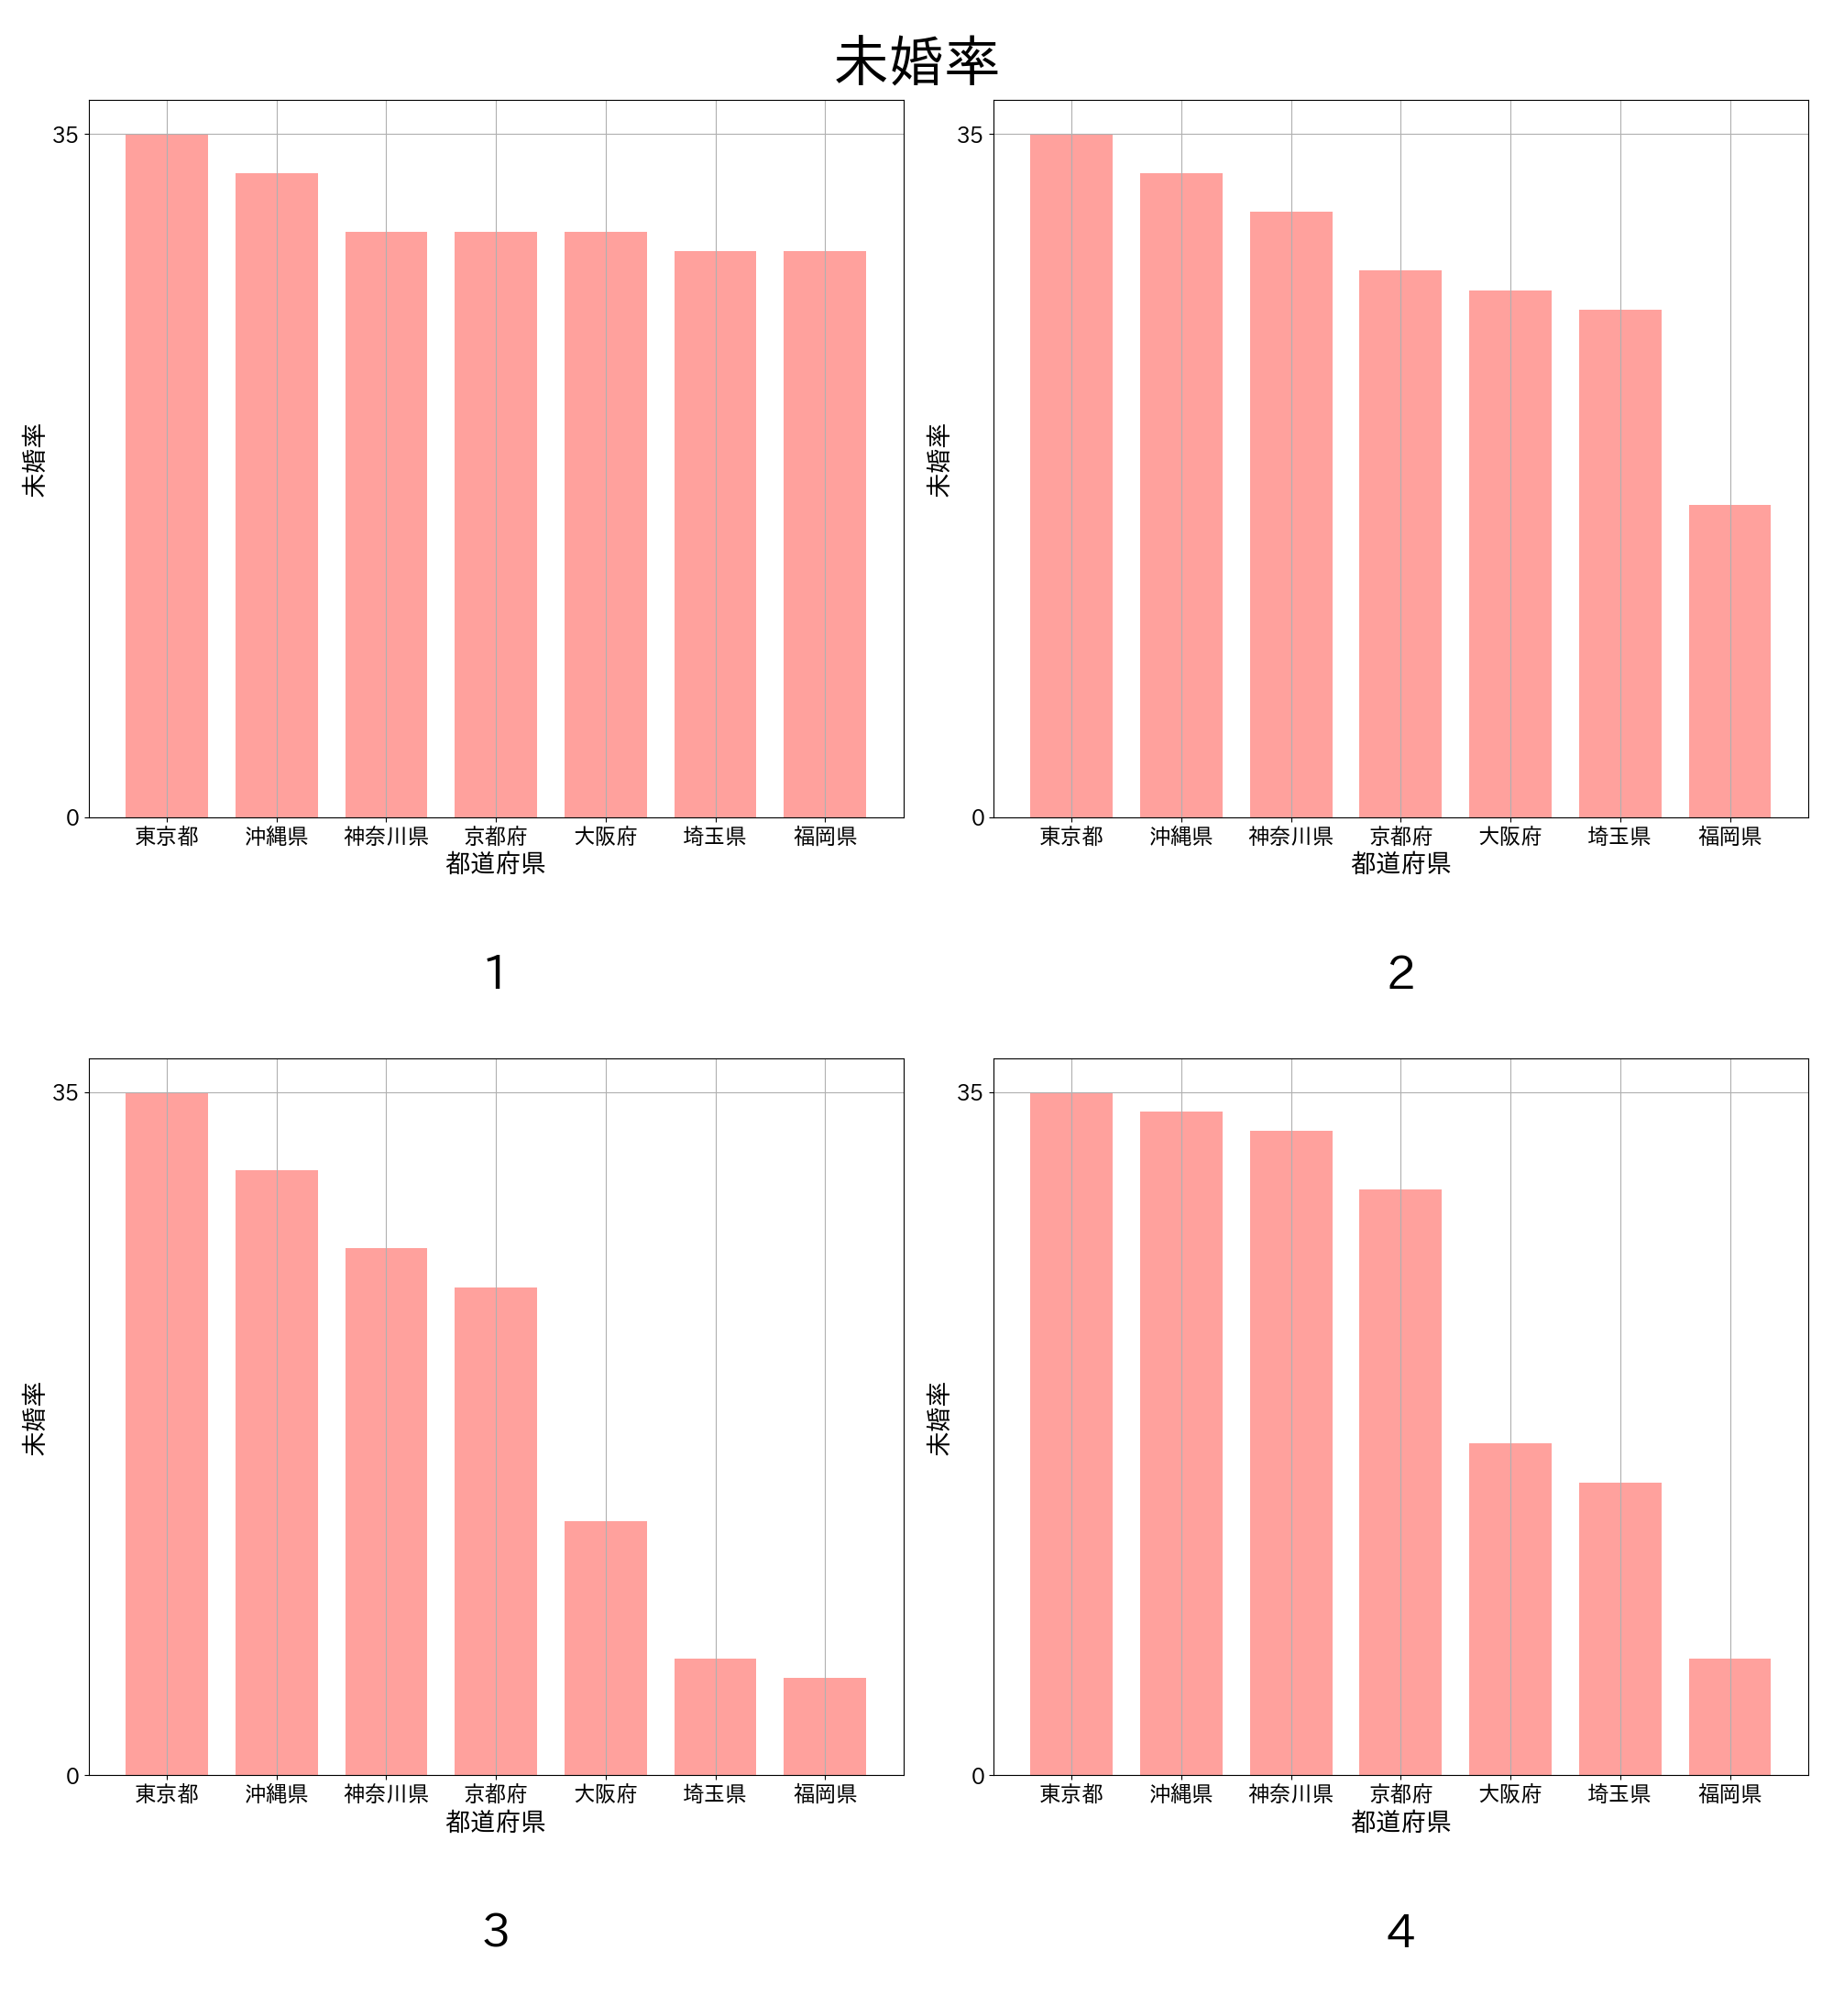 未婚率
35
0
未婚率
東京都 沖縄県 神奈川県 京都府 大阪府 埼玉県 福岡県
都道府県
1
35
0
未婚率
東京都 沖縄県 神奈川県 京都府 大阪府 埼玉県 福岡県
都道府県
2
35
0
未婚率
東京都 沖縄県 神奈川県 京都府 大阪府 埼玉県 福岡県
都道府県
3
35
0
未婚率
東京都 沖縄県 神奈川県 京都府 大阪府 埼玉県 福岡県
都道府県
4